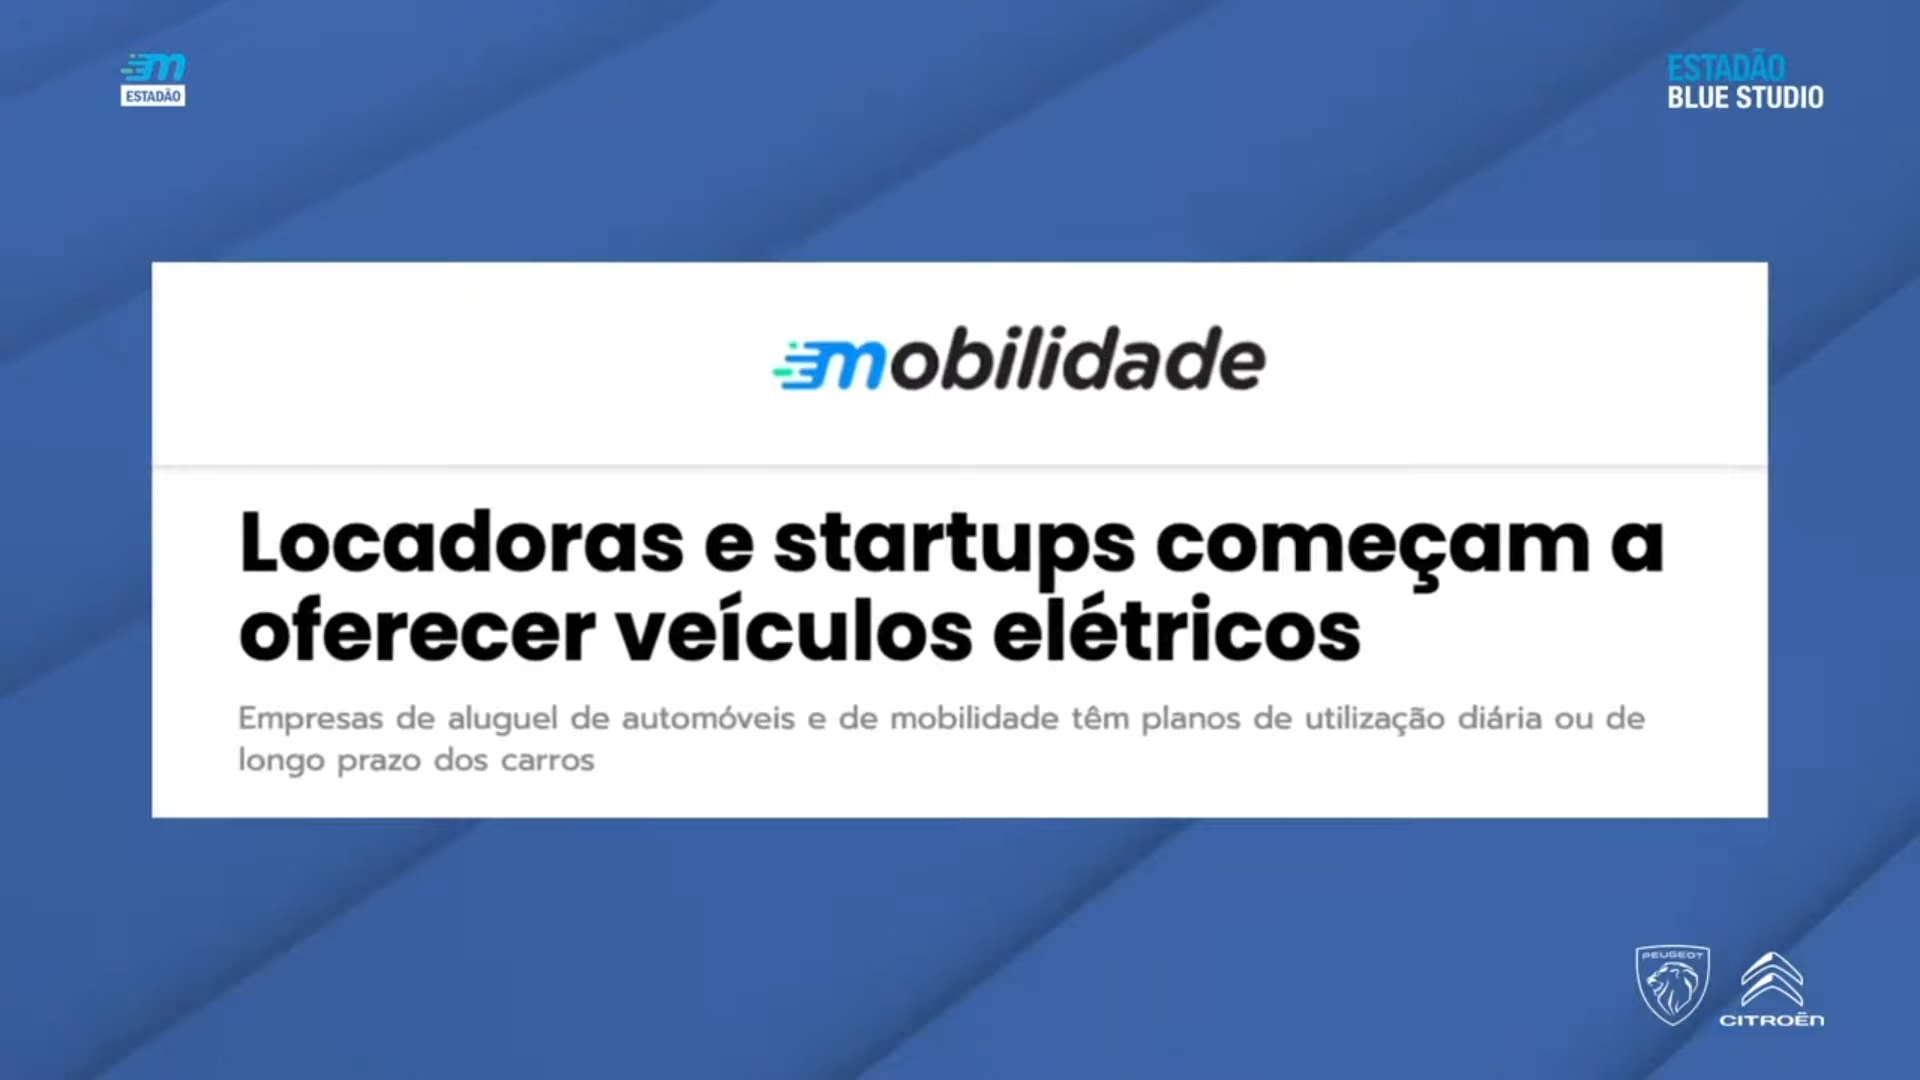 m
ESTADÃO
ESTADÃO
BLUE STUDIO
mobilidade
Locadoras e startups começam a
oferecer veículos elétricos
Empresas de aluguel de automóveis e de mobilidade têm planos de utilização diária ou de
longo prazo dos carros
PEUGEOT
CITROËN